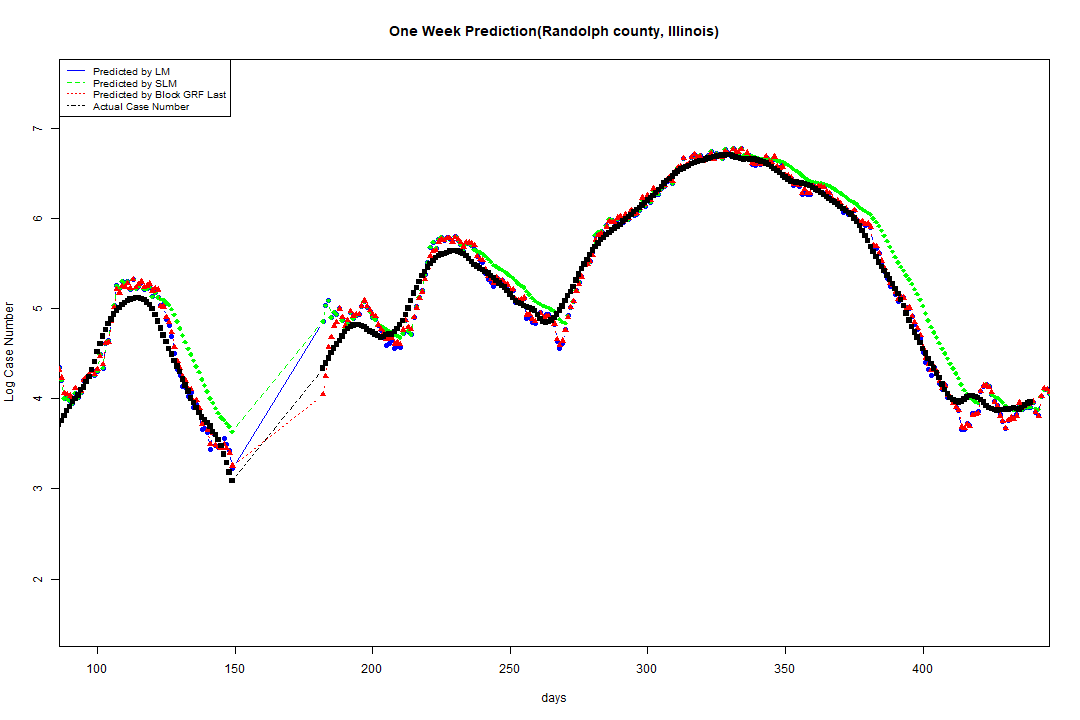 One Week Prediction(Randolph county, Illinois)
Predicted by LM
Predicted by SLM
Predicted by Block GRF Last
Actual Case Number
7
6
5
4
3
2
Log Case Number
100 150 200 250 300 350 400
days